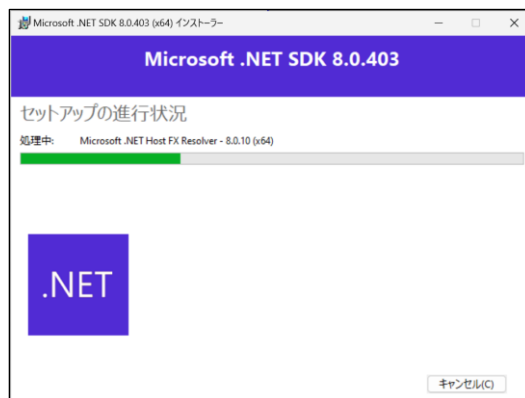 Microsoft .NET SDK 8.0.403 (x64) インストーラー
Microsoft .NET SDK 8.0.403
セットアップの進行状況
処理中: Microsoft .NET Host FX Resolver - 8.0.10 (x64)
.NET
キャンセル(C)